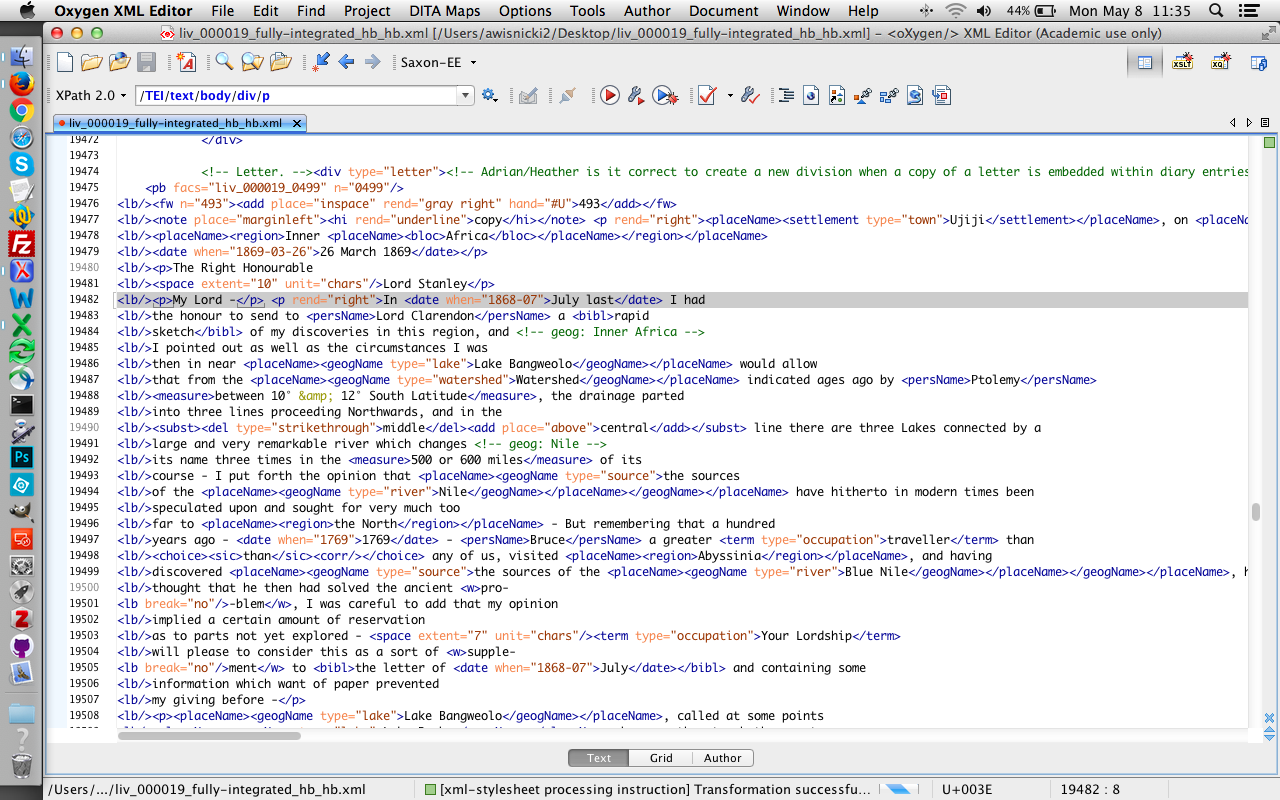 Oxygen XML Editor File Edit Find Project DITA Maps Options Tools Author Document Window Help 44% Mon May 8 11:35
liv_000019_fully-integrated_hb_hb.xml [/Users/awisnicki2/Desktop/liv_000019_fully-integrated_hb_hb.xml] - <oXygen/> XML Editor (Academic use only)
Saxon-EE
XPath 2.0 /TEI/text/body/div/p
liv_000019_fully-integrated_hb_hb.xml
19472 </div>
19473
19474 <!-- Letter. --><div type="letter"><!-- Adrian/Heather is it correct to create a new division when a copy of a letter is embedded within diary entries
19475 <pb facs="liv_000019_0499" n="0499"/>
19476 <lb/><fw n="493"><add place="inspace" rend="gray right" hand="#U">493</add></fw>
19477 <lb/><note place="marginleft"><hi rend="underline">copy</hi></note> <p rend="right"><placeName><settlement type="town">Ujiji</settlement></placeName>, on <placeNa
19478 <lb/><placeName><region>Inner <placeName><bloc>Africa</bloc></placeName></region></placeName>
19479 <lb/><date when="1869-03-26">26 March 1869</date></p>
19480 <lb/><p>The Right Honourable
19481 <lb/><space extent="10" unit="chars"/>Lord Stanley</p>
19482 <lb/><p>My Lord -</p> <p rend="right">In <date when="1868-07">July last</date> I had
19483 <lb/>the honour to send to <persName>Lord Clarendon</persName> a <bibl>rapid
19484 <lb/>sketch</bibl> of my discoveries in this region, and <!-- geog: Inner Africa -->
19485 <lb/>I pointed out as well as the circumstances I was
19486 <lb/>then in near <placeName><geogName type="lake">Lake Bangweolo</geogName></placeName> would allow
19487 <lb/>that from the <placeName><geogName type="watershed">Watershed</geogName></placeName> indicated ages ago by <persName>Ptolemy</persName>
19488 <lb/><measure>between 10° &amp; 12° South Latitude</measure>, the drainage parted
19489 <lb/>into three lines proceeding Northwards, and in the
19490 <lb/><subst><del type="strikethrough">middle</del><add place="above">central</add></subst> line there are three Lakes connected by a
19491 <lb/>large and very remarkable river which changes <!-- geog: Nile -->
19492 <lb/>its name three times in the <measure>500 or 600 miles</measure> of its
19493 <lb/>course - I put forth the opinion that <placeName><geogName type="source">the sources
19494 <lb/>of the <placeName><geogName type="river">Nile</geogName></placeName></geogName></placeName> have hitherto in modern times been
19495 <lb/>speculated upon and sought for very much too
19496 <lb/>far to <placeName><region>the North</region></placeName> - But remembering that a hundred
19497 <lb/>years ago - <date when="1769">1769</date> - <persName>Bruce</persName> a greater <term type="occupation">traveller</term> than
19498 <lb/><choice><sic>than</sic><corr/></choice> any of us, visited <placeName><region>Abyssinia</region></placeName>, and having
19499 <lb/>discovered <placeName><geogName type="source">the sources of the <placeName><geogName type="river">Blue Nile</geogName></placeName></geogName></placeName>, h
19500 <lb/>thought that he then had solved the ancient <w>pro-
19501 <lb break="no"/>-blem</w>, I was careful to add that my opinion
19502 <lb/>implied a certain amount of reservation
19503 <lb/>as to parts not yet explored - <space extent="7" unit="chars"/><term type="occupation">Your Lordship</term>
19504 <lb/>will please to consider this as a sort of <w>supple-
19505 <lb break="no"/>ment</w> to <bibl>the letter of <date when="1868-07">July</date></bibl> and containing some
19506 <lb/>information which want of paper prevented
19507 <lb/>my giving before -</p>
19508 <lb/><p><placeName><geogName type="lake">Lake Bangweolo</geogName></placeName>, called at some points
Text Grid Author
/Users/.../liv_000019_fully-integrated_hb_hb.xml [xml-stylesheet processing instruction] Transformation successfu... U+003E 19482 : 8